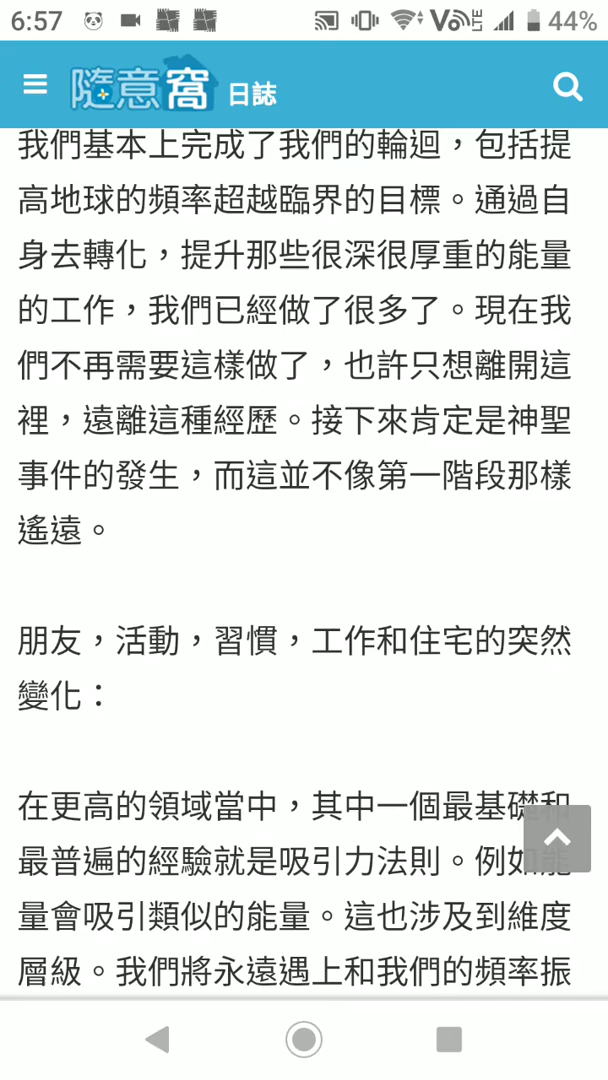 6:57
LTE
44%
隨意窩 日誌
我們基本上完成了我們的輪迴，包括提
高地球的頻率超越臨界的目標。通過自
身去轉化，提升那些很深很厚重的能量
的工作，我們已經做了很多了。現在我
們不再需要這樣做了，也許只想離開這
裡，遠離這種經歷。接下來肯定是神聖
事件的發生，而這並不像第一階段那樣
遙遠。
朋友，活動，習慣，工作和住宅的突然
變化：
在更高的領域當中，其中一個最基礎和
最普遍的經驗就是吸引力法則。例如能
量會吸引類似的能量。這也涉及到維度
層級。我們將永遠遇上和我們的頻率振